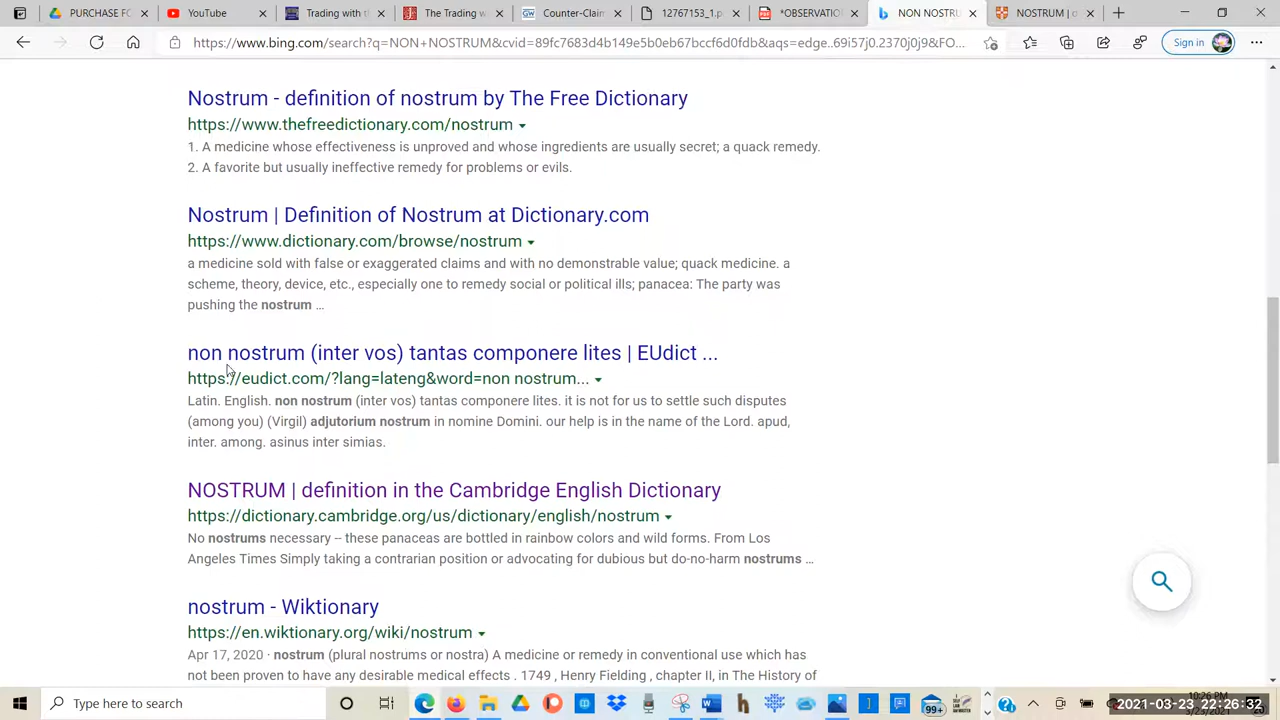 PURCHASE FO
YouTube
Trading with th
The Trading w
Counter-Claim
12767153_1.p
*OBSERVATION
NON NOSTRU
NOSTRUM | d
https://www.bing.com/search?q=NON+NOSTRUM&cvid=89fc7683d4b149e5b0eb67bccf6d0fdb&aqs=edge..69i57j0.2370j0j9&FO...
Sign in
Nostrum - definition of nostrum by The Free Dictionary
https://www.thefreedictionary.com/nostrum
1. A medicine whose effectiveness is unproved and whose ingredients are usually secret; a quack remedy.
2. A favorite but usually ineffective remedy for problems or evils.
Nostrum | Definition of Nostrum at Dictionary.com
https://www.dictionary.com/browse/nostrum
a medicine sold with false or exaggerated claims and with no demonstrable value; quack medicine. a
scheme, theory, device, etc., especially one to remedy social or political ills; panacea: The party was
pushing the nostrum ...
non nostrum (inter vos) tantas componere lites | EUdict ...
https://eudict.com/?lang=lateng&word=non nostrum...
Latin. English. non nostrum (inter vos) tantas componere lites. it is not for us to settle such disputes
(among you) (Virgil) adjutorium nostrum in nomine Domini. our help is in the name of the Lord. apud,
inter. among. asinus inter simias.
NOSTRUM | definition in the Cambridge English Dictionary
https://dictionary.cambridge.org/us/dictionary/english/nostrum
No nostrums necessary -- these panaceas are bottled in rainbow colors and wild forms. From Los
Angeles Times Simply taking a contrarian position or advocating for dubious but do-no-harm nostrums ...
nostrum - Wiktionary
https://en.wiktionary.org/wiki/nostrum
Apr 17, 2020 · nostrum (plural nostrums or nostra) A medicine or remedy in conventional use which has
not been proven to have any desirable medical effects . 1749 , Henry Fielding , chapter II, in The History of
Type here to search
99+
10:26 PM
2021-03-23 22:26:32